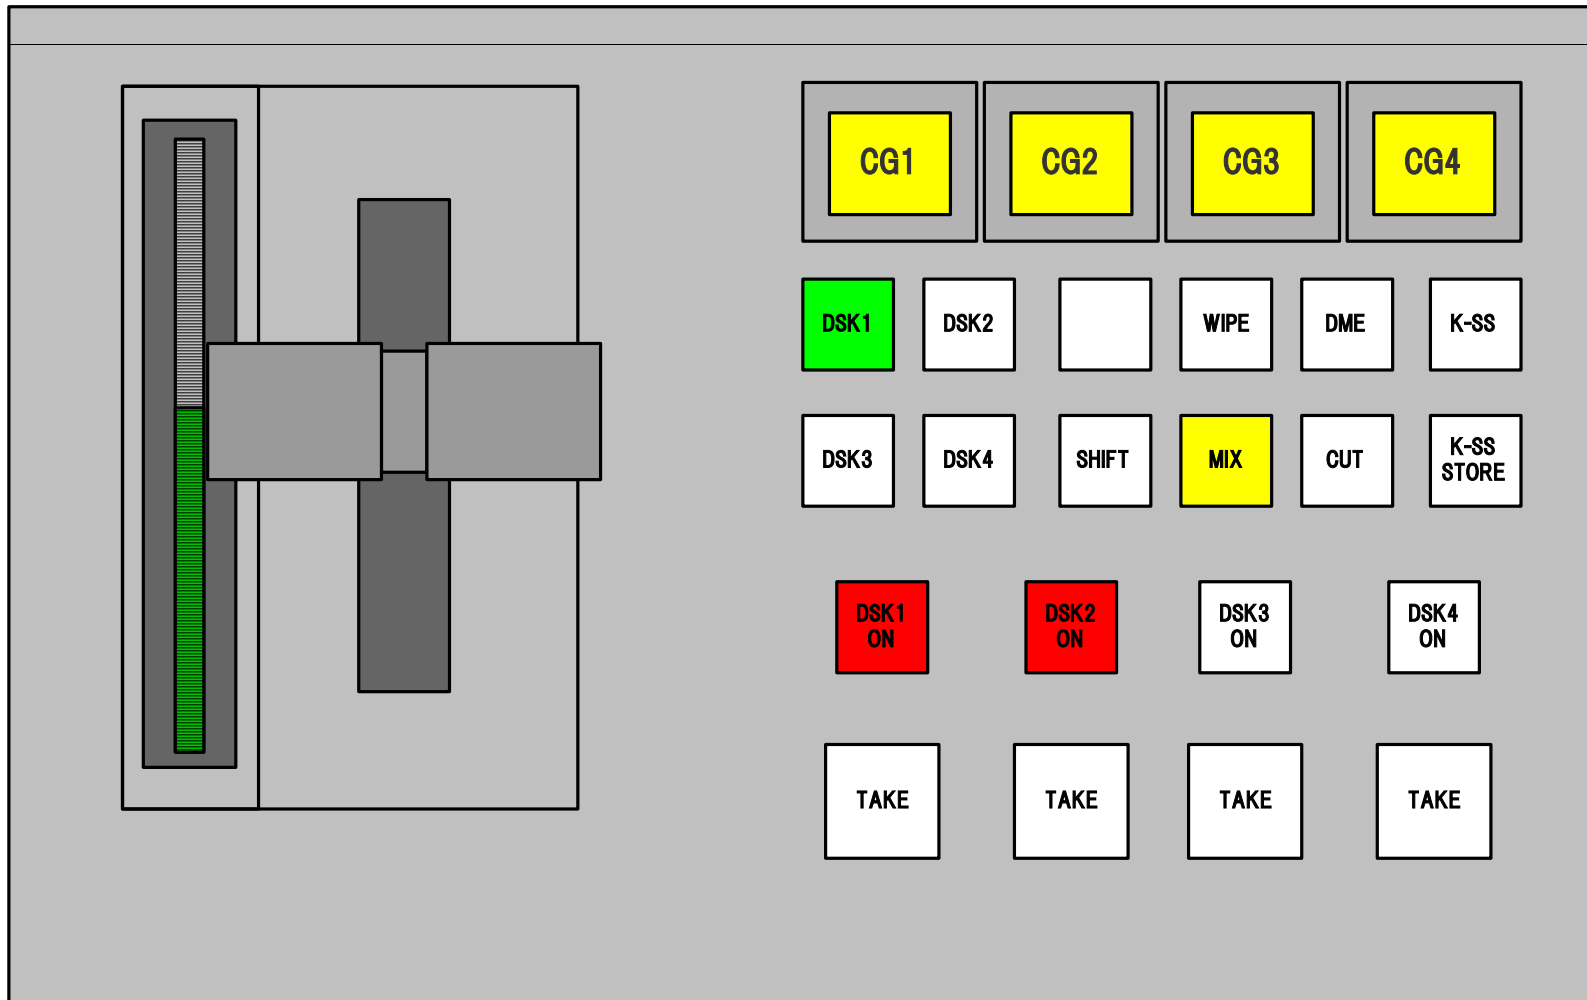 CG1 CG2 CG3 CG4
DSK1 DSK2 WIPE DME K-SS
DSK3 DSK4 SHIFT MIX CUT K-SS
STORE
DSK1 DSK2 DSK3 DSK4
ON ON ON ON
TAKE TAKE TAKE TAKE